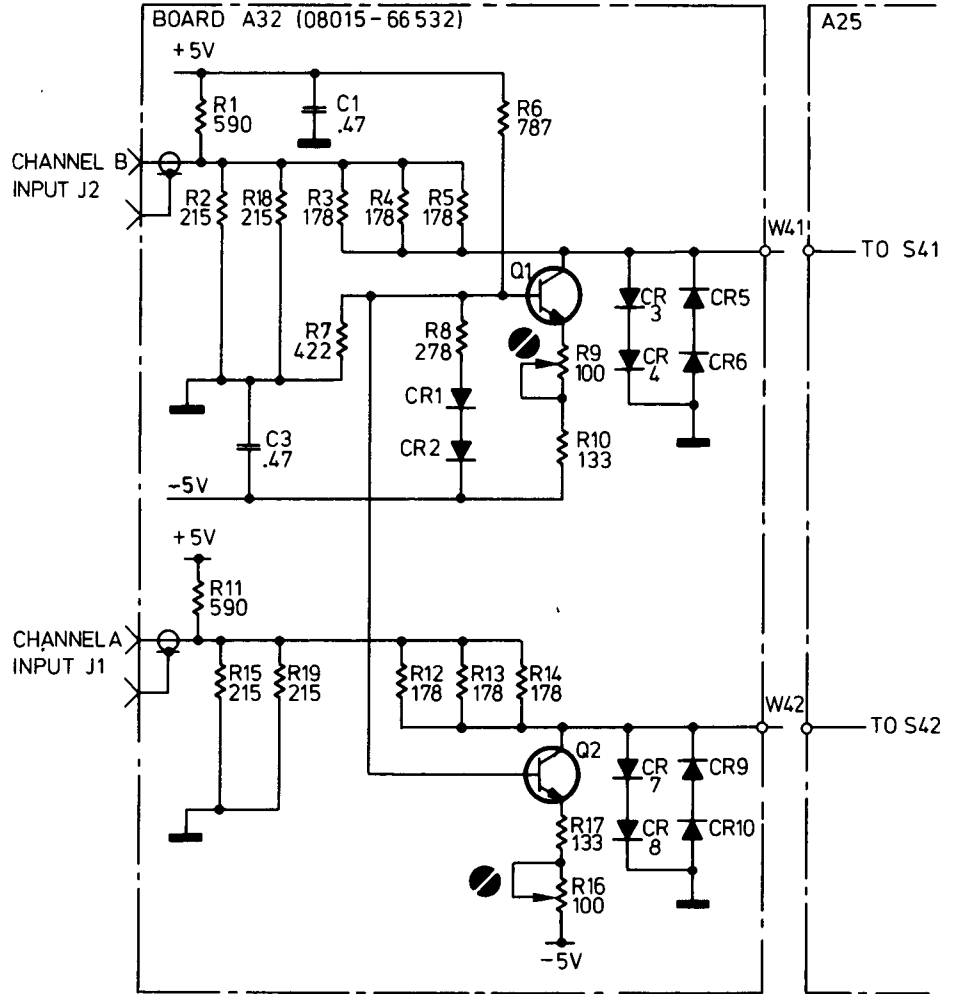 BOARD A32 (08015-66532)
A25
+5V
R1
590
C1
.47
R6
787
CHANNEL B
INPUT J2
R2
215
R18
215
R3
178
R4
178
R5
178
W41
TO S41
Q1
CR
3
CR5
R7
422
R8
278
R9
100
CR
4
CR6
CR1
C3
.47
CR2
R10
133
-5V
+5V
R11
590
CHANNEL A
INPUT J1
R15
215
R19
215
R12
178
R13
178
R14
178
W42
TO S42
Q2
CR
7
CR9
R17
133
CR
8
CR10
R16
100
-5V